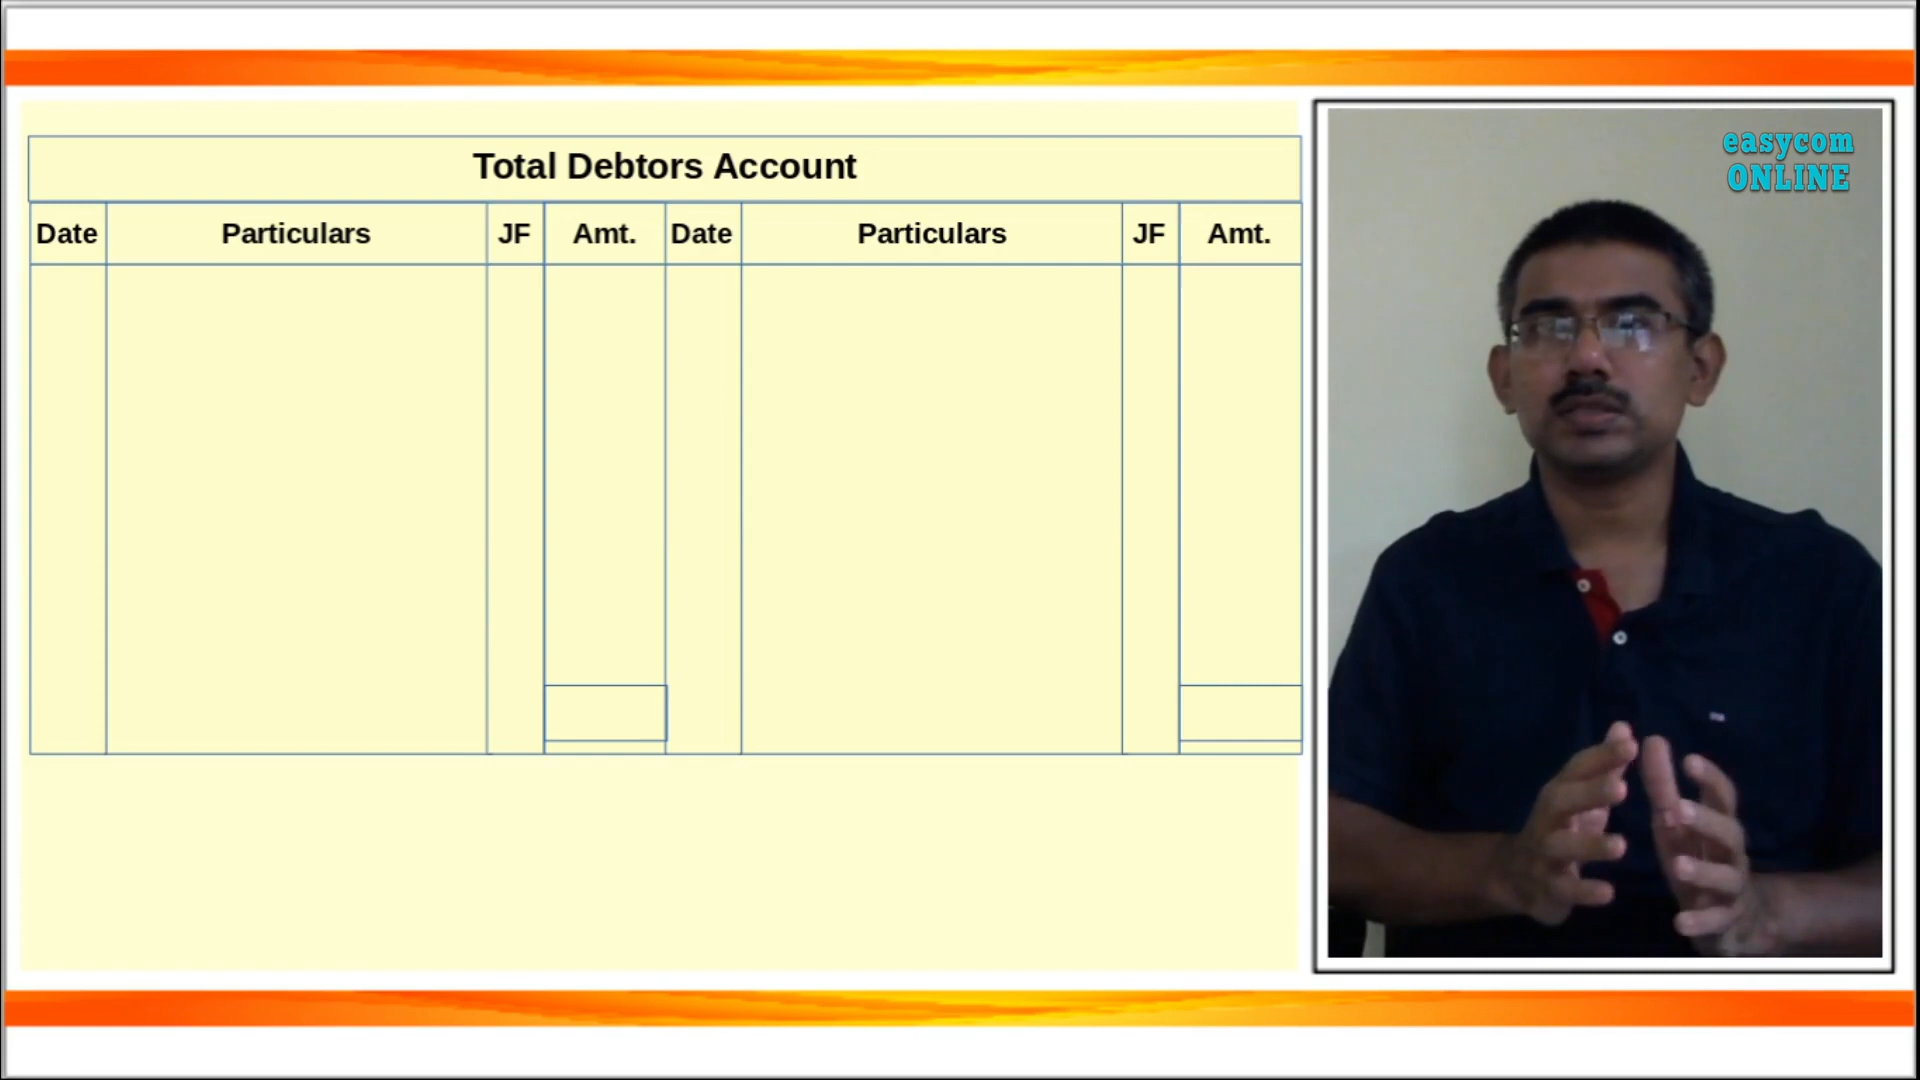 Total Debtors Account
Date Particulars JF Amt. Date Particulars JF Amt.
easycom
ONLINE